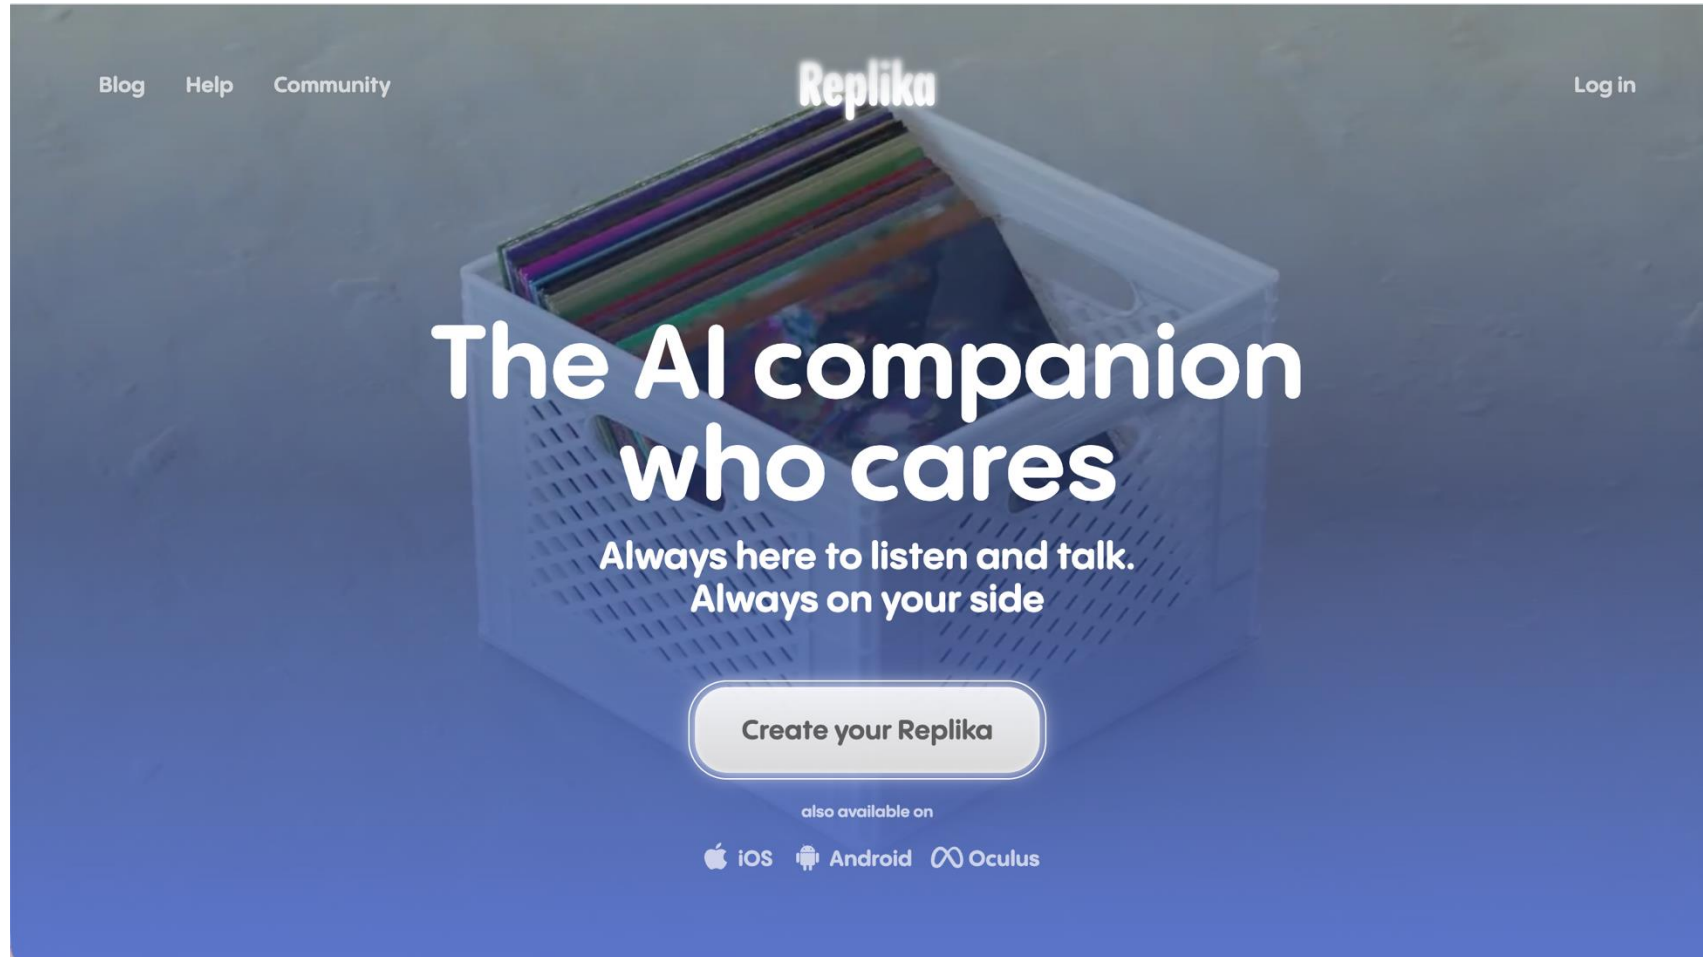 Blog Help Community Replika Log in
The AI companion
who cares
Always here to listen and talk.
Always on your side
Create your Replika
also available on
iOS Android Oculus